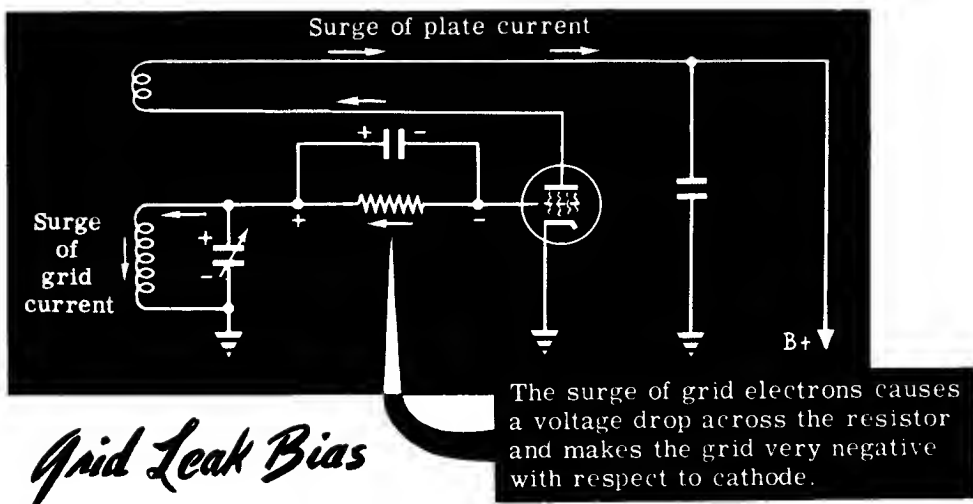 Surge of plate current
+ -
+ -
Surge
of
grid
current
+
-
B+
The surge of grid electrons causes
a voltage drop across the resistor
and makes the grid very negative
with respect to cathode.
Grid Leak Bias